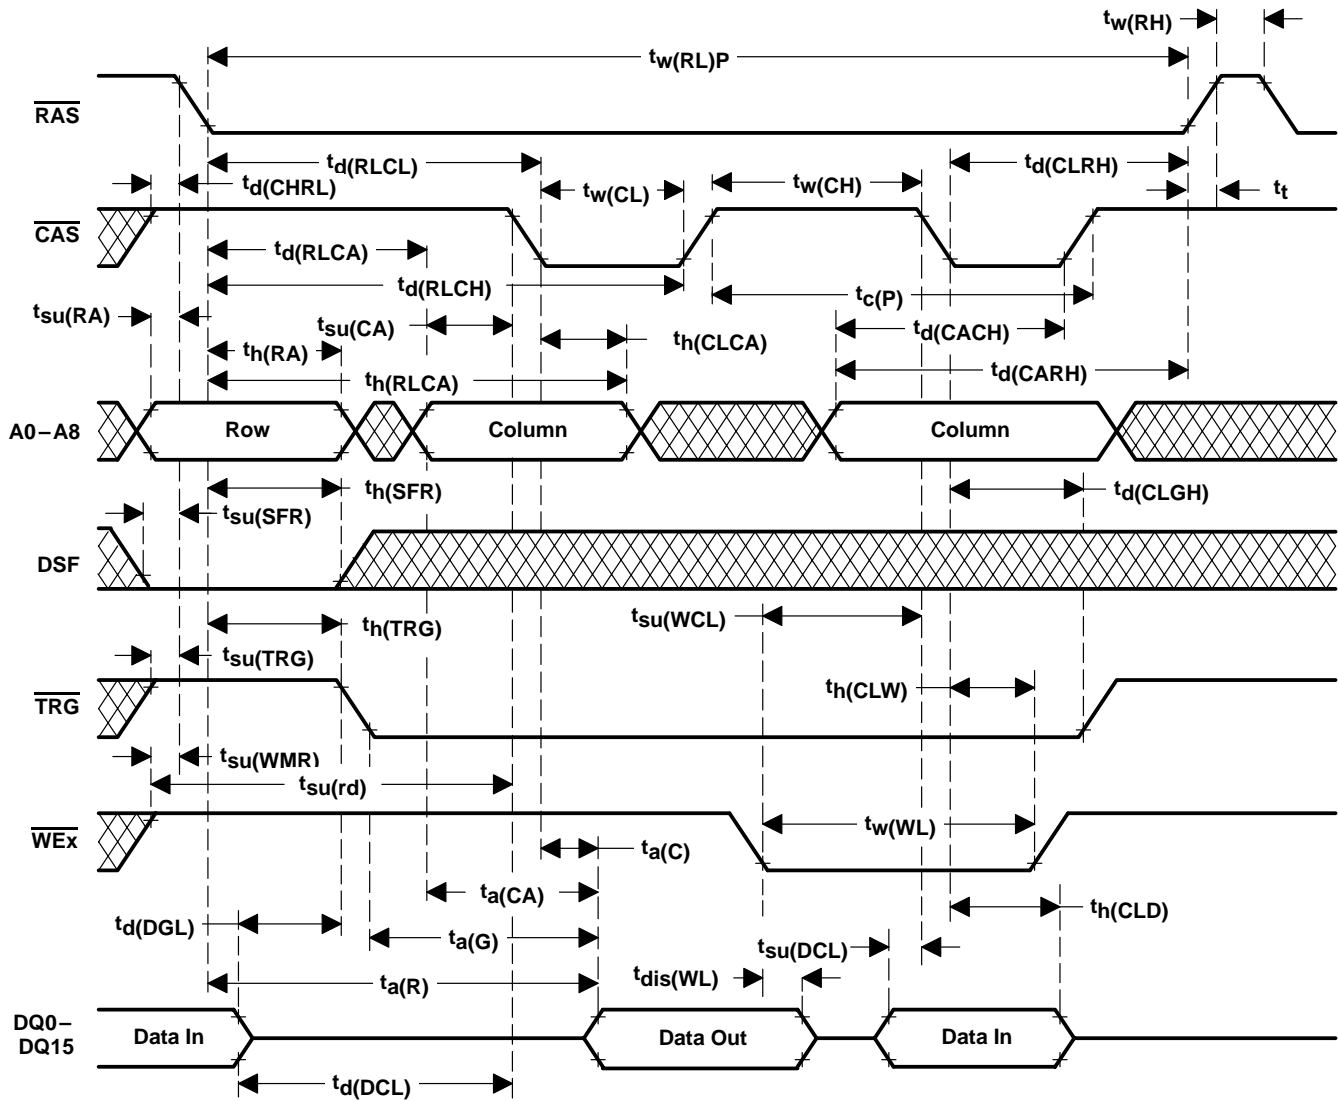 tw(RH)
tw(RL)P
RAS
td(RLCL)
td(CLRH)
td(CHRL)
tw(CL)
tw(CH)
tt
CAS
td(RLCA)
td(RLCH)
tc(P)
tsu(RA)
tsu(CA)
td(CACH)
th(RA)
th(CLCA)
th(RLCA)
td(CARH)
A0–A8
Row
Column
Column
th(SFR)
td(CLGH)
tsu(SFR)
DSF
tsu(WCL)
th(TRG)
tsu(TRG)
th(CLW)
TRG
tsu(WMR)
tsu(rd)
WEx
tw(WL)
ta(C)
ta(CA)
th(CLD)
td(DGL)
ta(G)
tsu(DCL)
ta(R)
tdis(WL)
DQ0–
DQ15
Data In
Data Out
Data In
td(DCL)